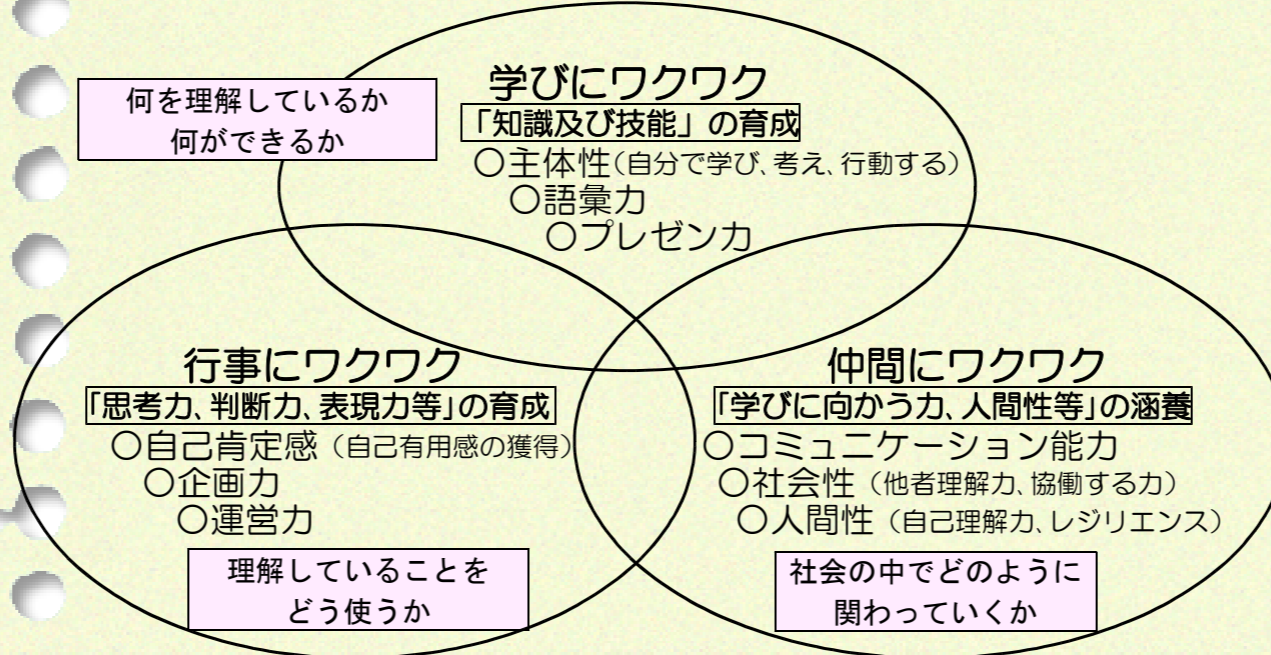 何を理解しているか
何ができるか
学びにワクワク
「知識及び技能」の育成
○主体性(自分で学び、考え、行動する)
○語彙力
○プレゼン力
行事にワクワク
「思考力、判断力、表現力等」の育成
○自己肯定感(自己有用感の獲得)
○企画力
○運営力
理解していることを
どう使うか
仲間にワクワク
「学びに向かう力、人間性等」の涵養
○コミュニケーション能力
○社会性(他者理解力、協働する力)
○人間性(自己理解力、レジリエンス)
社会の中でどのように
関わっていくか